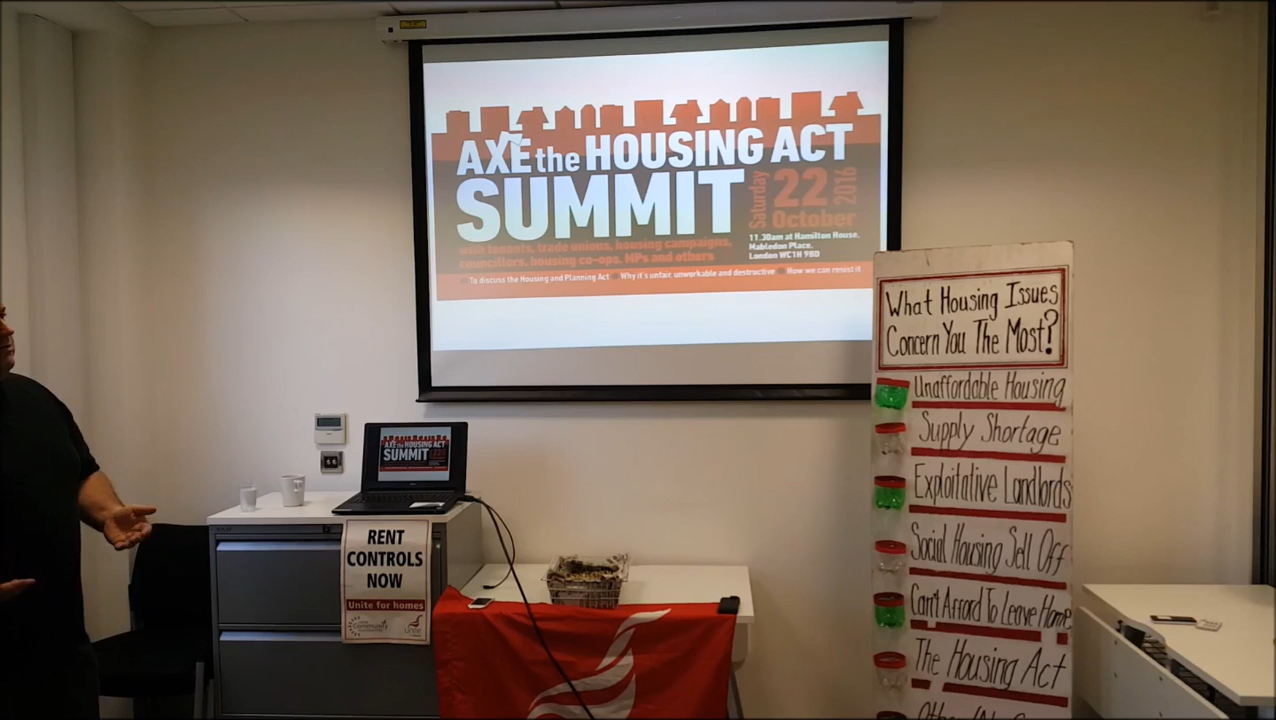 AXE the HOUSING ACT
SUMMIT
Saturday
22
October
2016
with tenants, trade unions, housing campaigns,
councillors, housing co-ops, MPs and others
11.30am at Hamilton House,
Mabledon Place,
London WC1H 9BD
To discuss the Housing and Planning Act
Why it's unfair, unworkable and destructive
How we can resist it
What Housing Issues
Concern You The Most?
Unaffordable Housing
Supply Shortage
Exploitative Landlords
Social Housing Sell Off
Can't Afford To Leave Home
The Housing Act
AXE the HOUSING ACT
SUMMIT
22
RENT
CONTROLS
NOW
Unite for homes
Community
unite